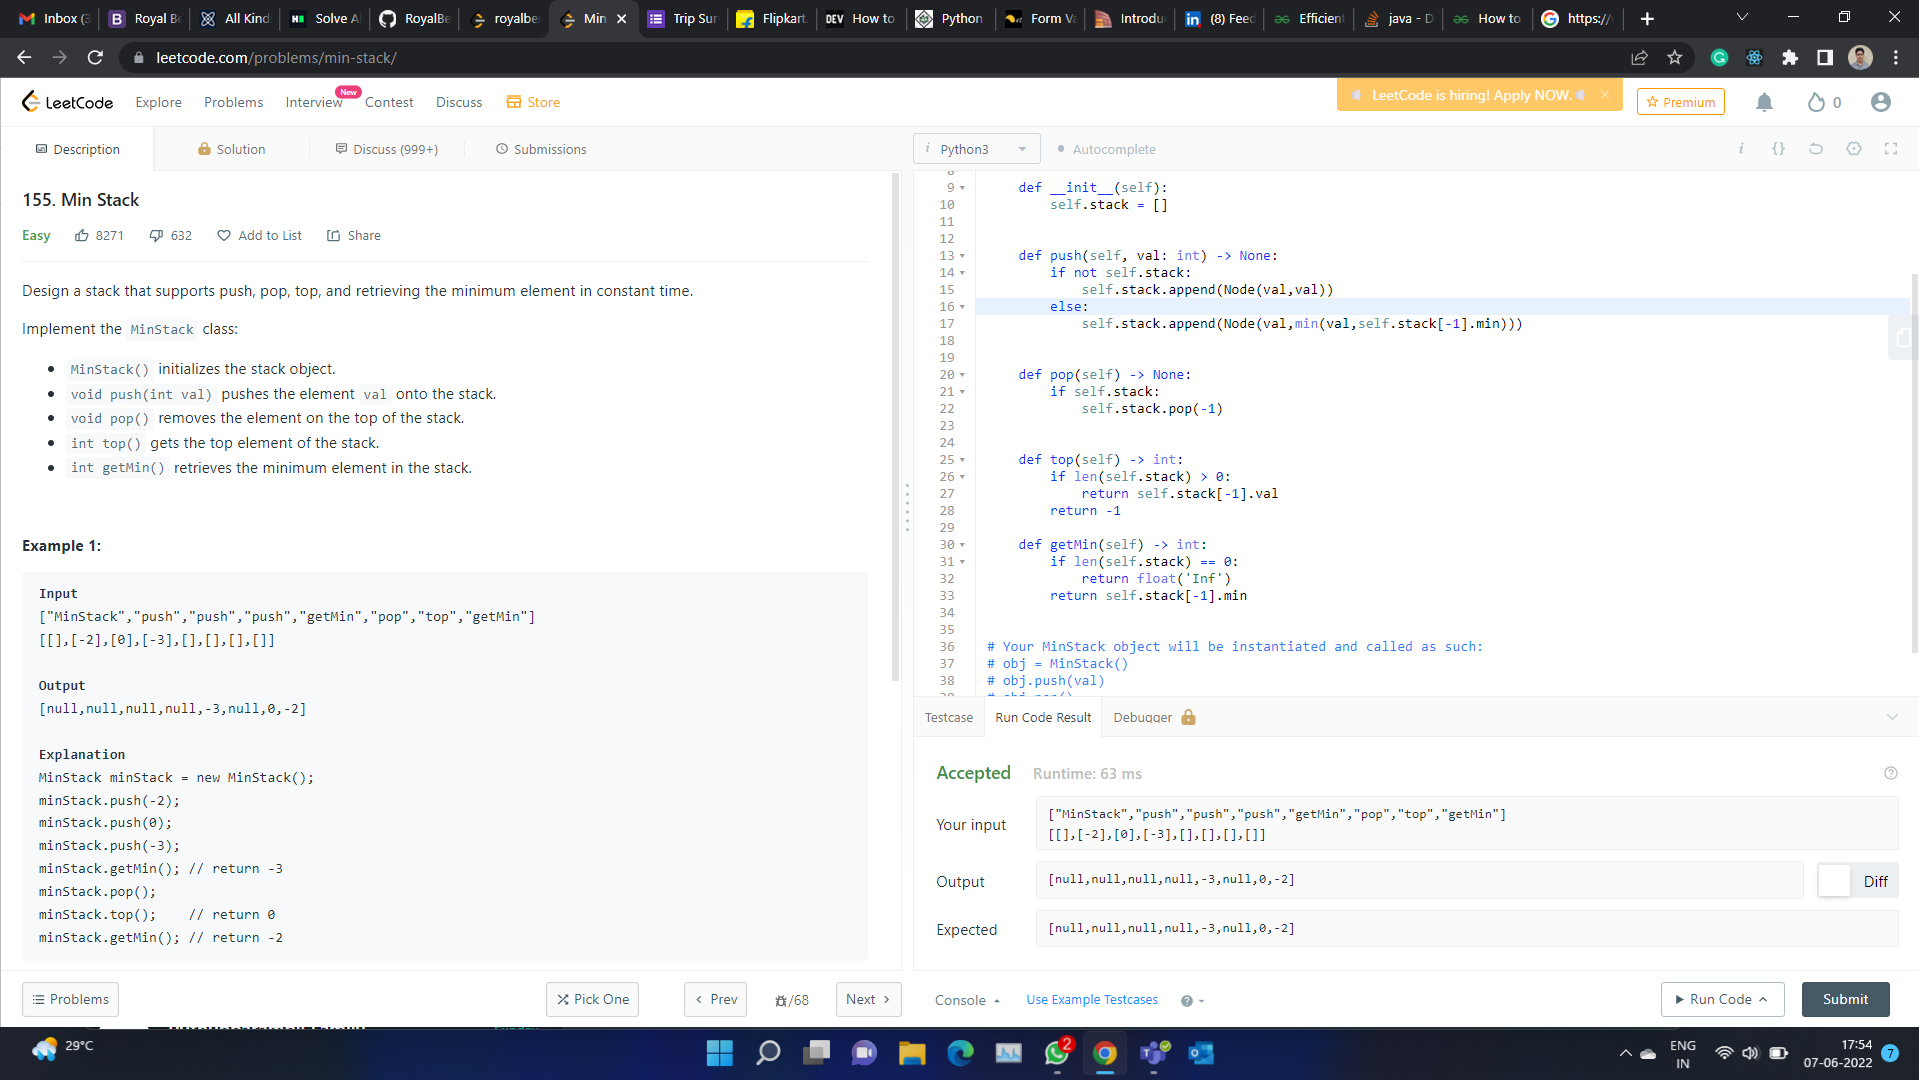 Inbox (3
Royal B
All Kind
Solve A
RoyalBe
royalbe
Min
Trip Sur
Flipkart
DEV
How to
Python
Form Va
Introdu
(8) Feed
Efficien
java - D
How to
https://
leetcode.com/problems/min-stack/
LeetCode
Explore
Problems
Interview
New
Contest
Discuss
Store
LeetCode is hiring! Apply NOW.
Premium
0
Description
Solution
Discuss (999+)
Submissions
155. Min Stack
Easy
8271
632
Add to List
Share
Design a stack that supports push, pop, top, and retrieving the minimum element in constant time.
Implement the MinStack class:
MinStack() initializes the stack object.
void push(int val) pushes the element val onto the stack.
void pop() removes the element on the top of the stack.
int top() gets the top element of the stack.
int getMin() retrieves the minimum element in the stack.
Example 1:
Input
["MinStack","push","push","push","getMin","pop","top","getMin"]
[[],[-2],[0],[-3],[],[],[],[]]
Output
[null,null,null,null,-3,null,0,-2]
Explanation
MinStack minStack = new MinStack();
minStack.push(-2);
minStack.push(0);
minStack.push(-3);
minStack.getMin(); // return -3
minStack.pop();
minStack.top();    // return 0
minStack.getMin(); // return -2
Problems
Pick One
Prev
/68
Next
i Python3
Autocomplete
8
9     def __init__(self):
10         self.stack = []
11
12
13     def push(self, val: int) -> None:
14         if not self.stack:
15             self.stack.append(Node(val,val))
16         else:
17             self.stack.append(Node(val,min(val,self.stack[-1].min)))
18
19
20     def pop(self) -> None:
21         if self.stack:
22             self.stack.pop(-1)
23
24
25     def top(self) -> int:
26         if len(self.stack) > 0:
27             return self.stack[-1].val
28         return -1
29
30     def getMin(self) -> int:
31         if len(self.stack) == 0:
32             return float('Inf')
33         return self.stack[-1].min
34
35
36 # Your MinStack object will be instantiated and called as such:
37 # obj = MinStack()
38 # obj.push(val)
39 # obj.pop()
Testcase
Run Code Result
Debugger
Accepted
Runtime: 63 ms
Your input
["MinStack","push","push","push","getMin","pop","top","getMin"]
[[],[-2],[0],[-3],[],[],[],[]]
Output
[null,null,null,null,-3,null,0,-2]
Diff
Expected
[null,null,null,null,-3,null,0,-2]
Console
Use Example Testcases
Run Code
Submit
29°C
2
ENG
IN
17:54
07-06-2022
7